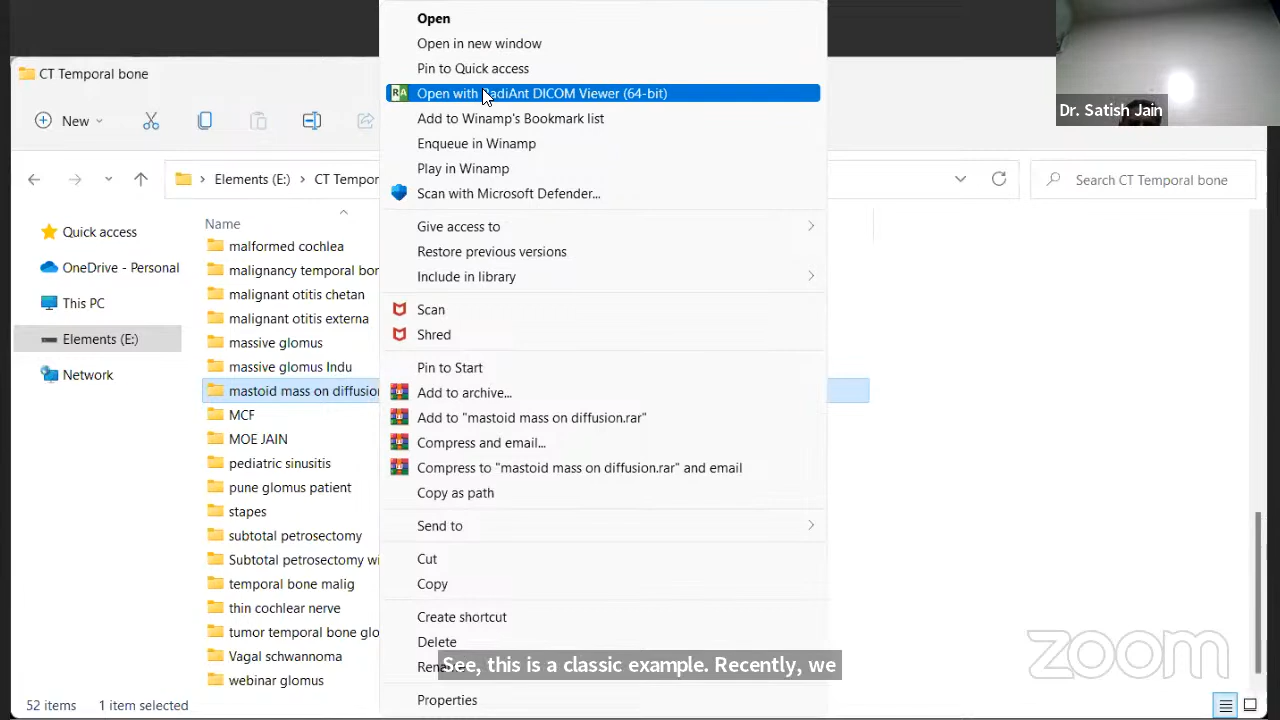 CT Temporal bone
New
Elements (E:)
CT Tempor
Search CT Temporal bone
Quick access
OneDrive - Personal
This PC
Elements (E:)
Network
Name
malformed cochlea
malignancy temporal bor
malignant otitis chetan
malignant otitis externa
massive glomus
massive glomus Indu
mastoid mass on diffusion
MCF
MOE JAIN
pediatric sinusitis
pune glomus patient
stapes
subtotal petrosectomy
Subtotal petrosectomy wi
temporal bone malig
thin cochlear nerve
tumor temporal bone glo
Vagal schwannoma
webinar glomus
52 items
1 item selected
Open
Open in new window
Pin to Quick access
Open with RadiAnt DICOM Viewer (64-bit)
Add to Winamp's Bookmark list
Enqueue in Winamp
Play in Winamp
Scan with Microsoft Defender...
Give access to
Restore previous versions
Include in library
Scan
Shred
Pin to Start
Add to archive...
Add to "mastoid mass on diffusion.rar"
Compress and email...
Compress to "mastoid mass on diffusion.rar" and email
Copy as path
Send to
Cut
Copy
Create shortcut
Delete
Properties
See, this is a classic example. Recently, we
Dr. Satish Jain
zoom